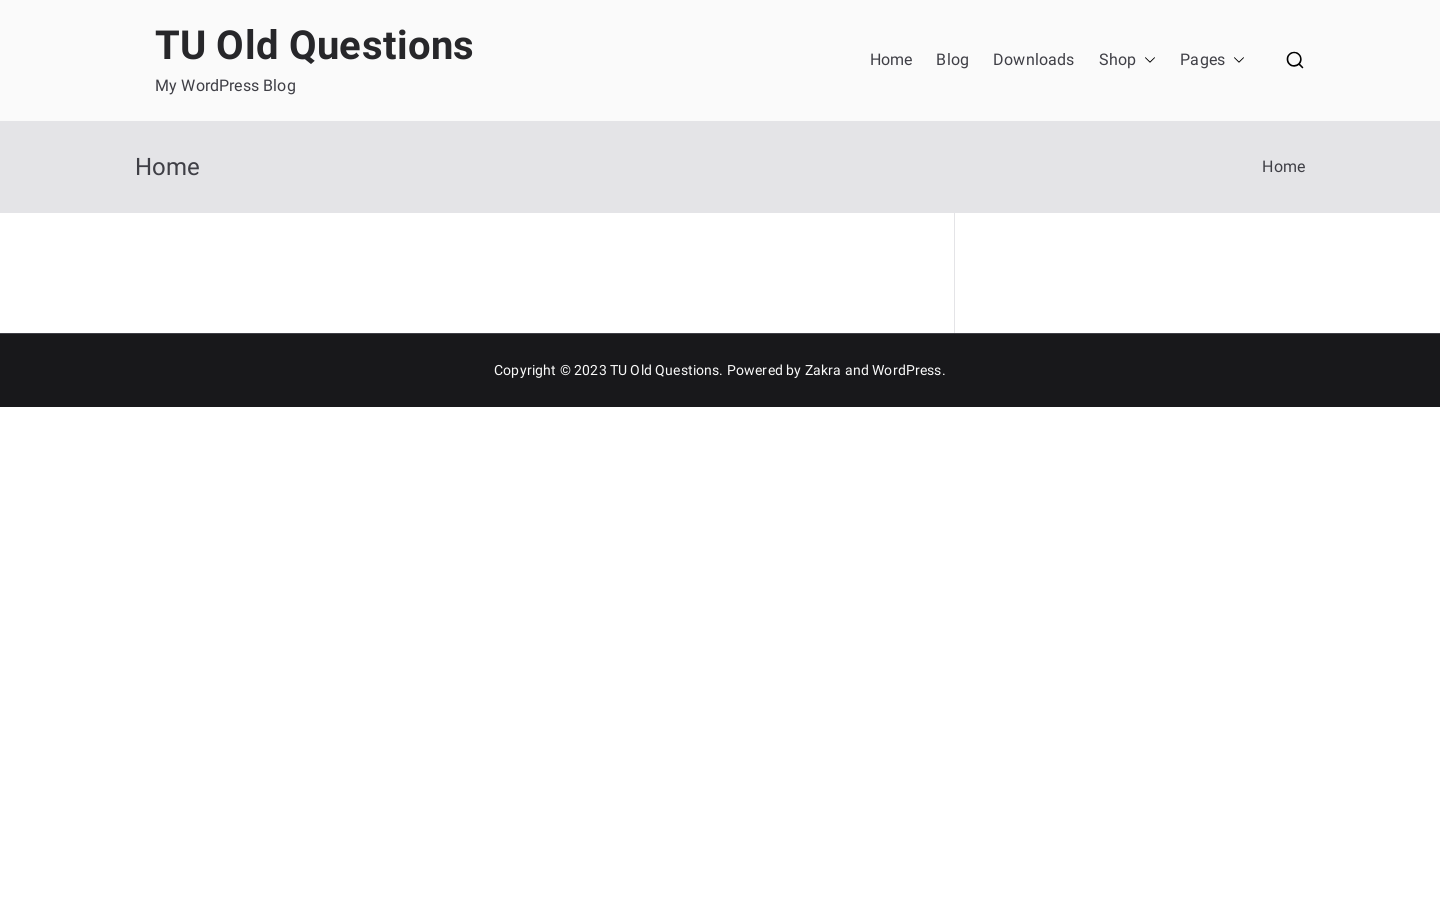 TU Old Questions
My WordPress Blog
Home Blog Downloads Shop Pages
Home
Home
Copyright © 2023 TU Old Questions. Powered by Zakra and WordPress.